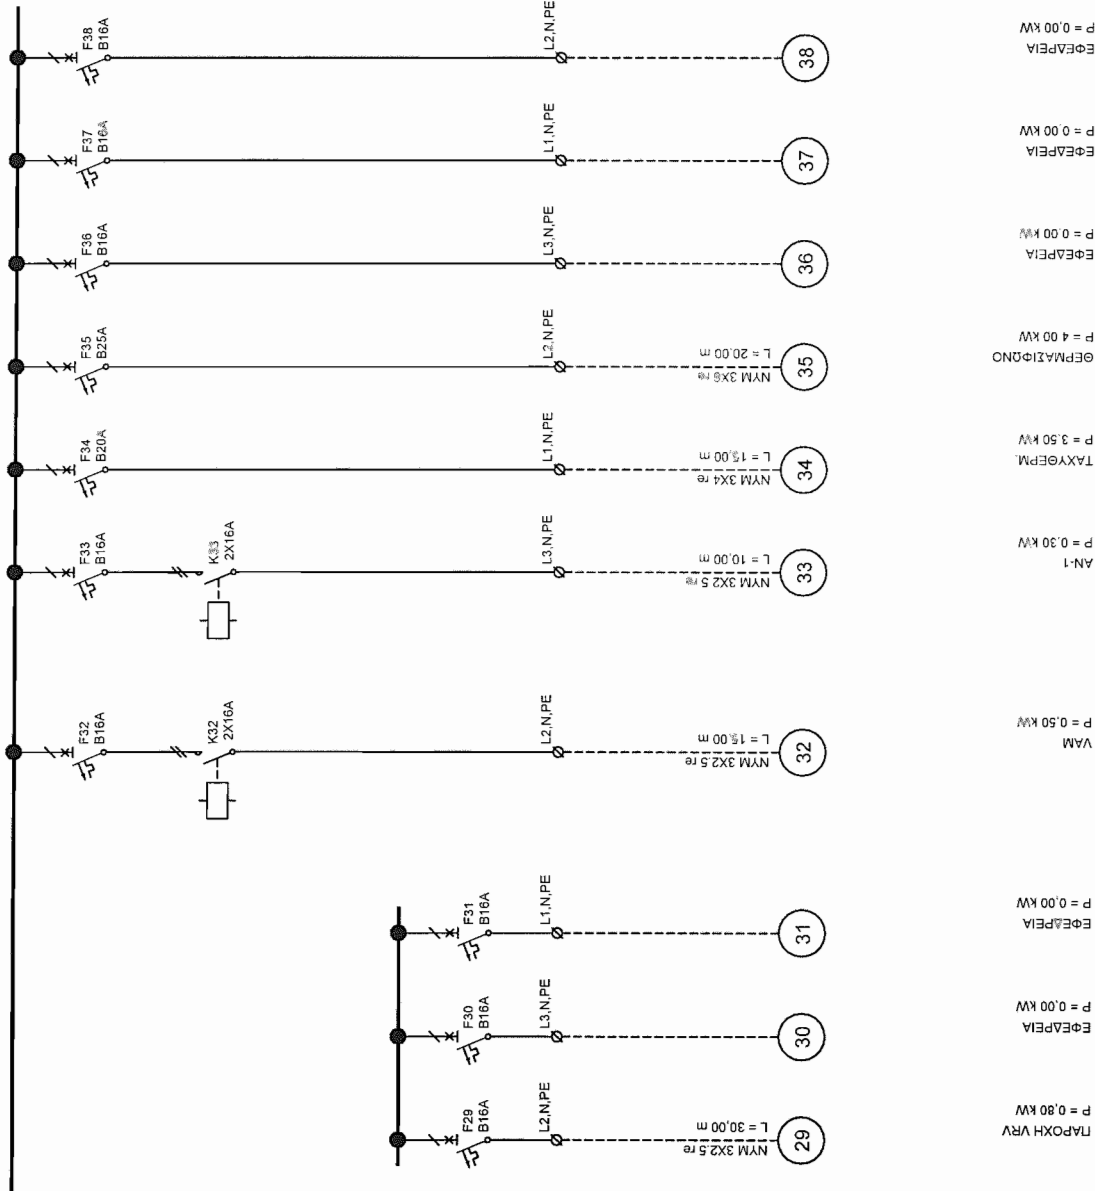 F38
B16A
L2,N,PE
38
ΕΦΕΔΡΕΙΑ
P = 0,00 kW
F37
B16A
L1,N,PE
37
ΕΦΕΔΡΕΙΑ
P = 0,00 kW
F36
B16A
L3,N,PE
36
ΕΦΕΔΡΕΙΑ
P = 0,00 kW
F35
B25A
L2,N,PE
NYM 3X6 re
L = 20,00 m
35
ΘΕΡΜΑΣΙΦΩΝΟ
P = 4,00 kW
F34
B20A
L1,N,PE
NYM 3X4 re
L = 15,00 m
34
ΤΑΧΥΘΕΡΜ.
P = 3,50 kW
F33
B16A
K33
2X16A
L3,N,PE
NYM 3X2.5 re
L = 10,00 m
33
AN-1
P = 0,30 kW
F32
B16A
K32
2X16A
L2,N,PE
NYM 3X2.5 re
L = 15,00 m
32
VAM
P = 0,50 kW
F31
B16A
L1,N,PE
31
ΕΦΕΔΡΕΙΑ
P = 0,00 kW
F30
B16A
L3,N,PE
30
ΕΦΕΔΡΕΙΑ
P = 0,00 kW
F29
B16A
L2,N,PE
NYM 3X2.5 re
L = 30,00 m
29
ΠΑΡΟΧΗ VRV
P = 0,80 kW